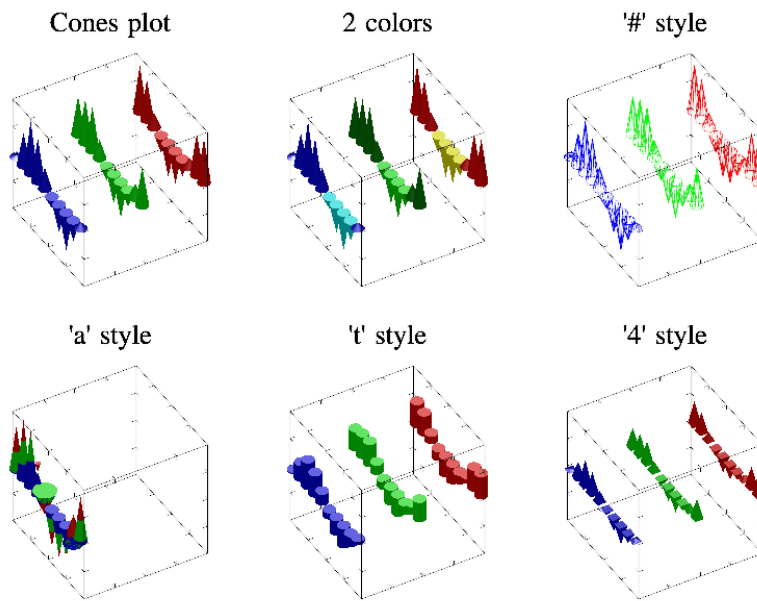 Cones plot
2 colors
'#' style
'a' style
't' style
'4' style